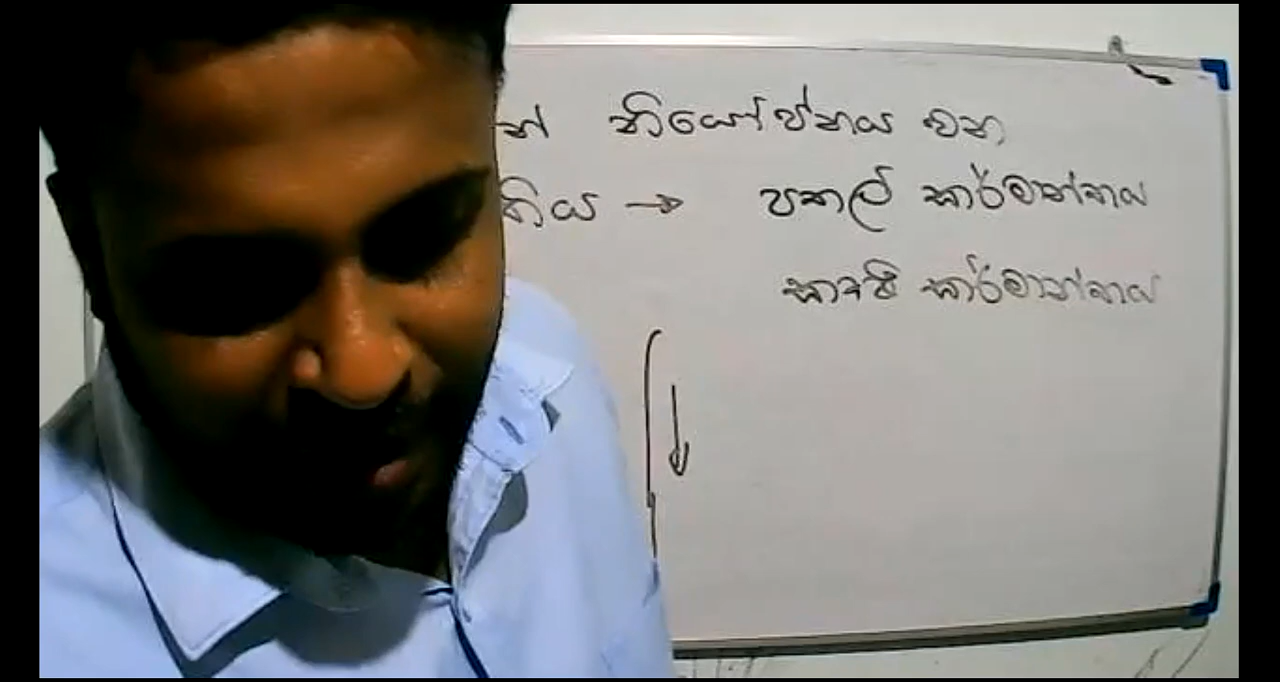 න් නියෝජනය වන
තිය → පතල් කර්මාන්තය
කෘෂි කර්මාන්තය